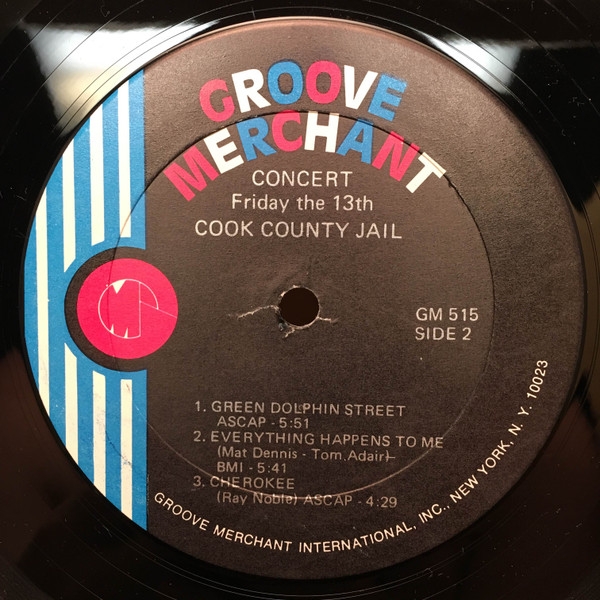 GROOVE
MERCHANT
CONCERT
Friday the 13th
COOK COUNTY JAIL
GM 515
SIDE 2
1. GREEN DOLPHIN STREET
ASCAP - 5:51
2. EVERYTHING HAPPENS TO ME
(Mat Dennis - Tom Adair)
BMI - 5:41
3. CHEROKEE
(Ray Noble) ASCAP - 4:29
GROOVE MERCHANT INTERNATIONAL, INC., NEW YORK, N. Y. 10023